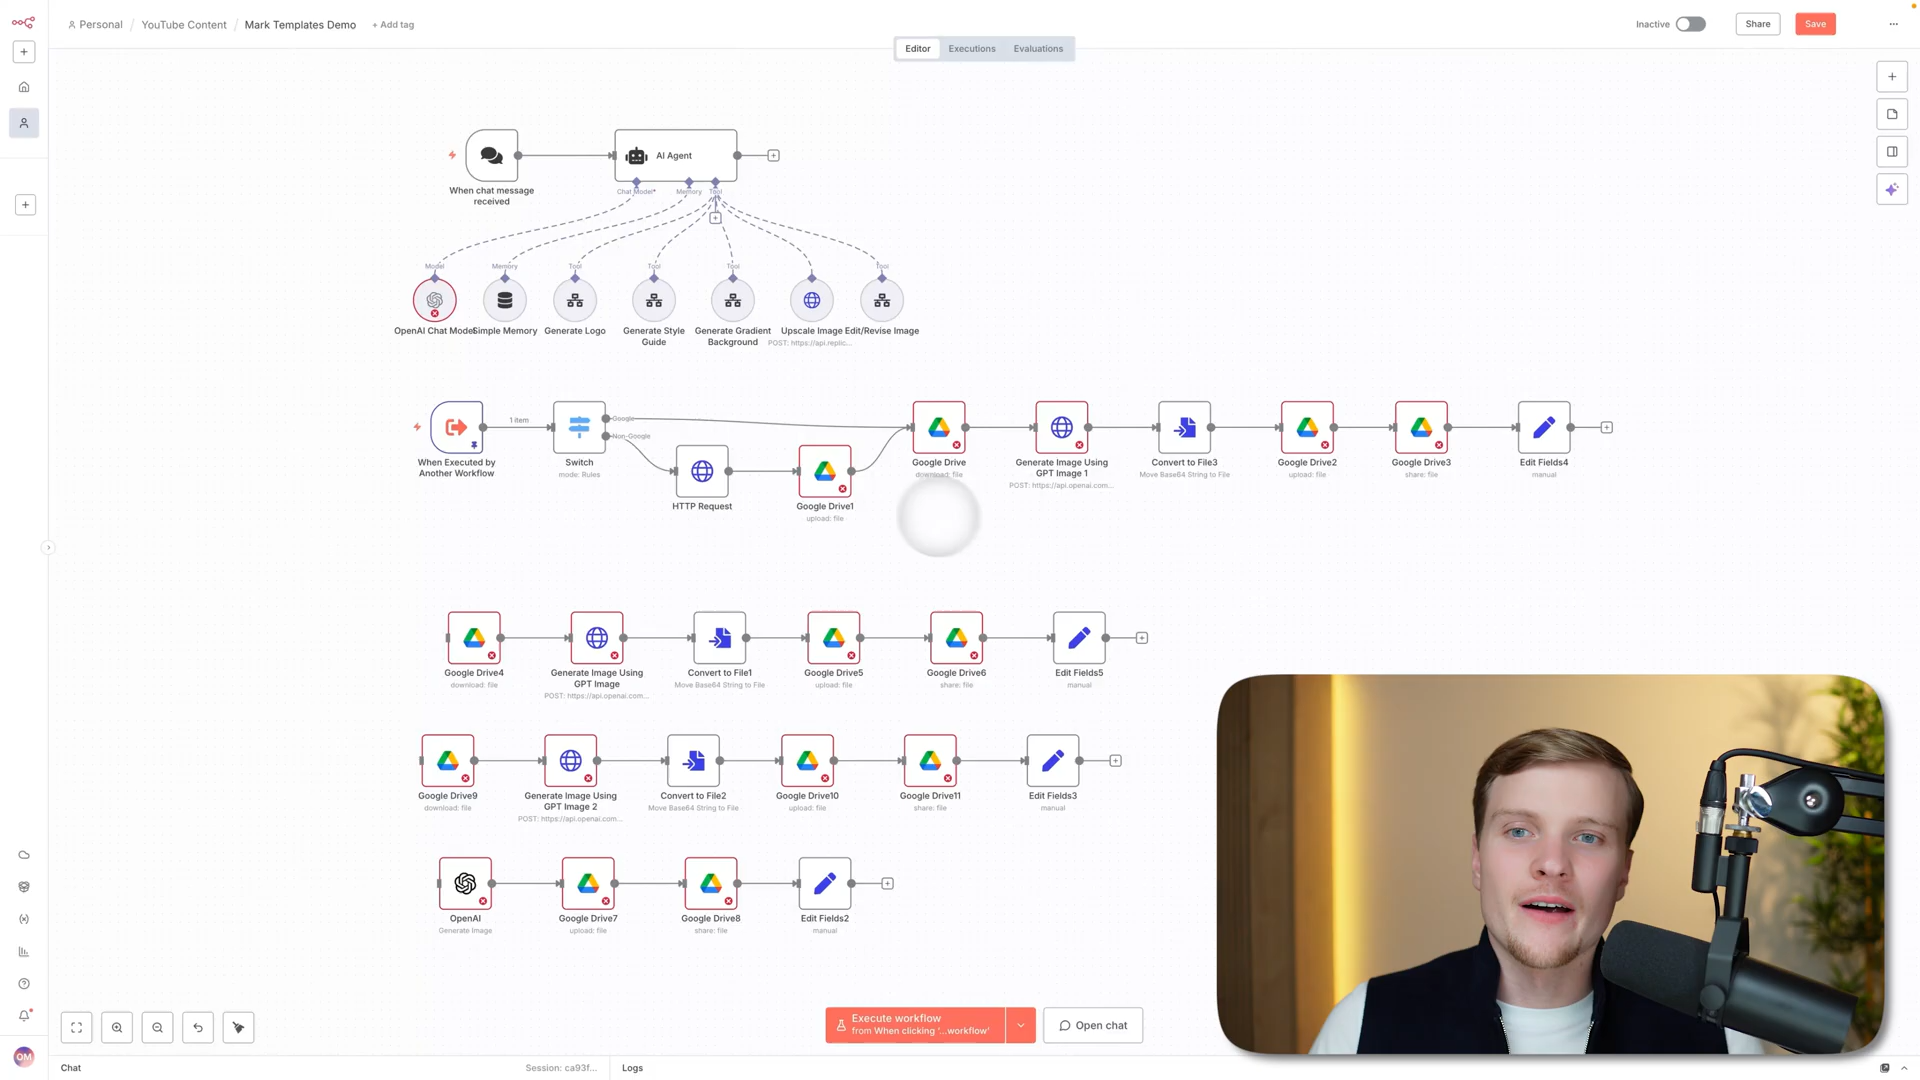 Personal / YouTube Content / Mark Templates Demo + Add tag
Inactive
Share
Save
Editor
Executions
Evaluations
AI Agent
When chat message
received
Chat Model*
Memory
Tool
Model
Memory
Tool
Tool
Tool
Tool
OpenAI Chat Model
Simple Memory
Generate Logo
Generate Style
Guide
Generate Gradient
Background
Upscale Image
POST: https://api.replic...
Edit/Revise Image
1 item
Google
Non-Google
When Executed by
Another Workflow
Switch
mode: Rules
HTTP Request
Google Drive1
upload: file
Google Drive
download: file
Generate Image Using
GPT Image 1
POST: https://api.openai.com...
Convert to File3
Move Base64 String to File
Google Drive2
upload: file
Google Drive3
share: file
Edit Fields4
manual
Google Drive4
download: file
Generate Image Using
GPT Image
POST: https://api.openai.com...
Convert to File1
Move Base64 String to File
Google Drive5
upload: file
Google Drive6
share: file
Edit Fields5
manual
Google Drive9
download: file
Generate Image Using
GPT Image 2
POST: https://api.openai.com...
Convert to File2
Move Base64 String to File
Google Drive10
upload: file
Google Drive11
share: file
Edit Fields3
manual
OpenAI
Generate Image
Google Drive7
upload: file
Google Drive8
share: file
Edit Fields2
manual
Execute workflow
from When clicking '...workflow'
Open chat
OM
Chat
Session: ca93f...
Logs